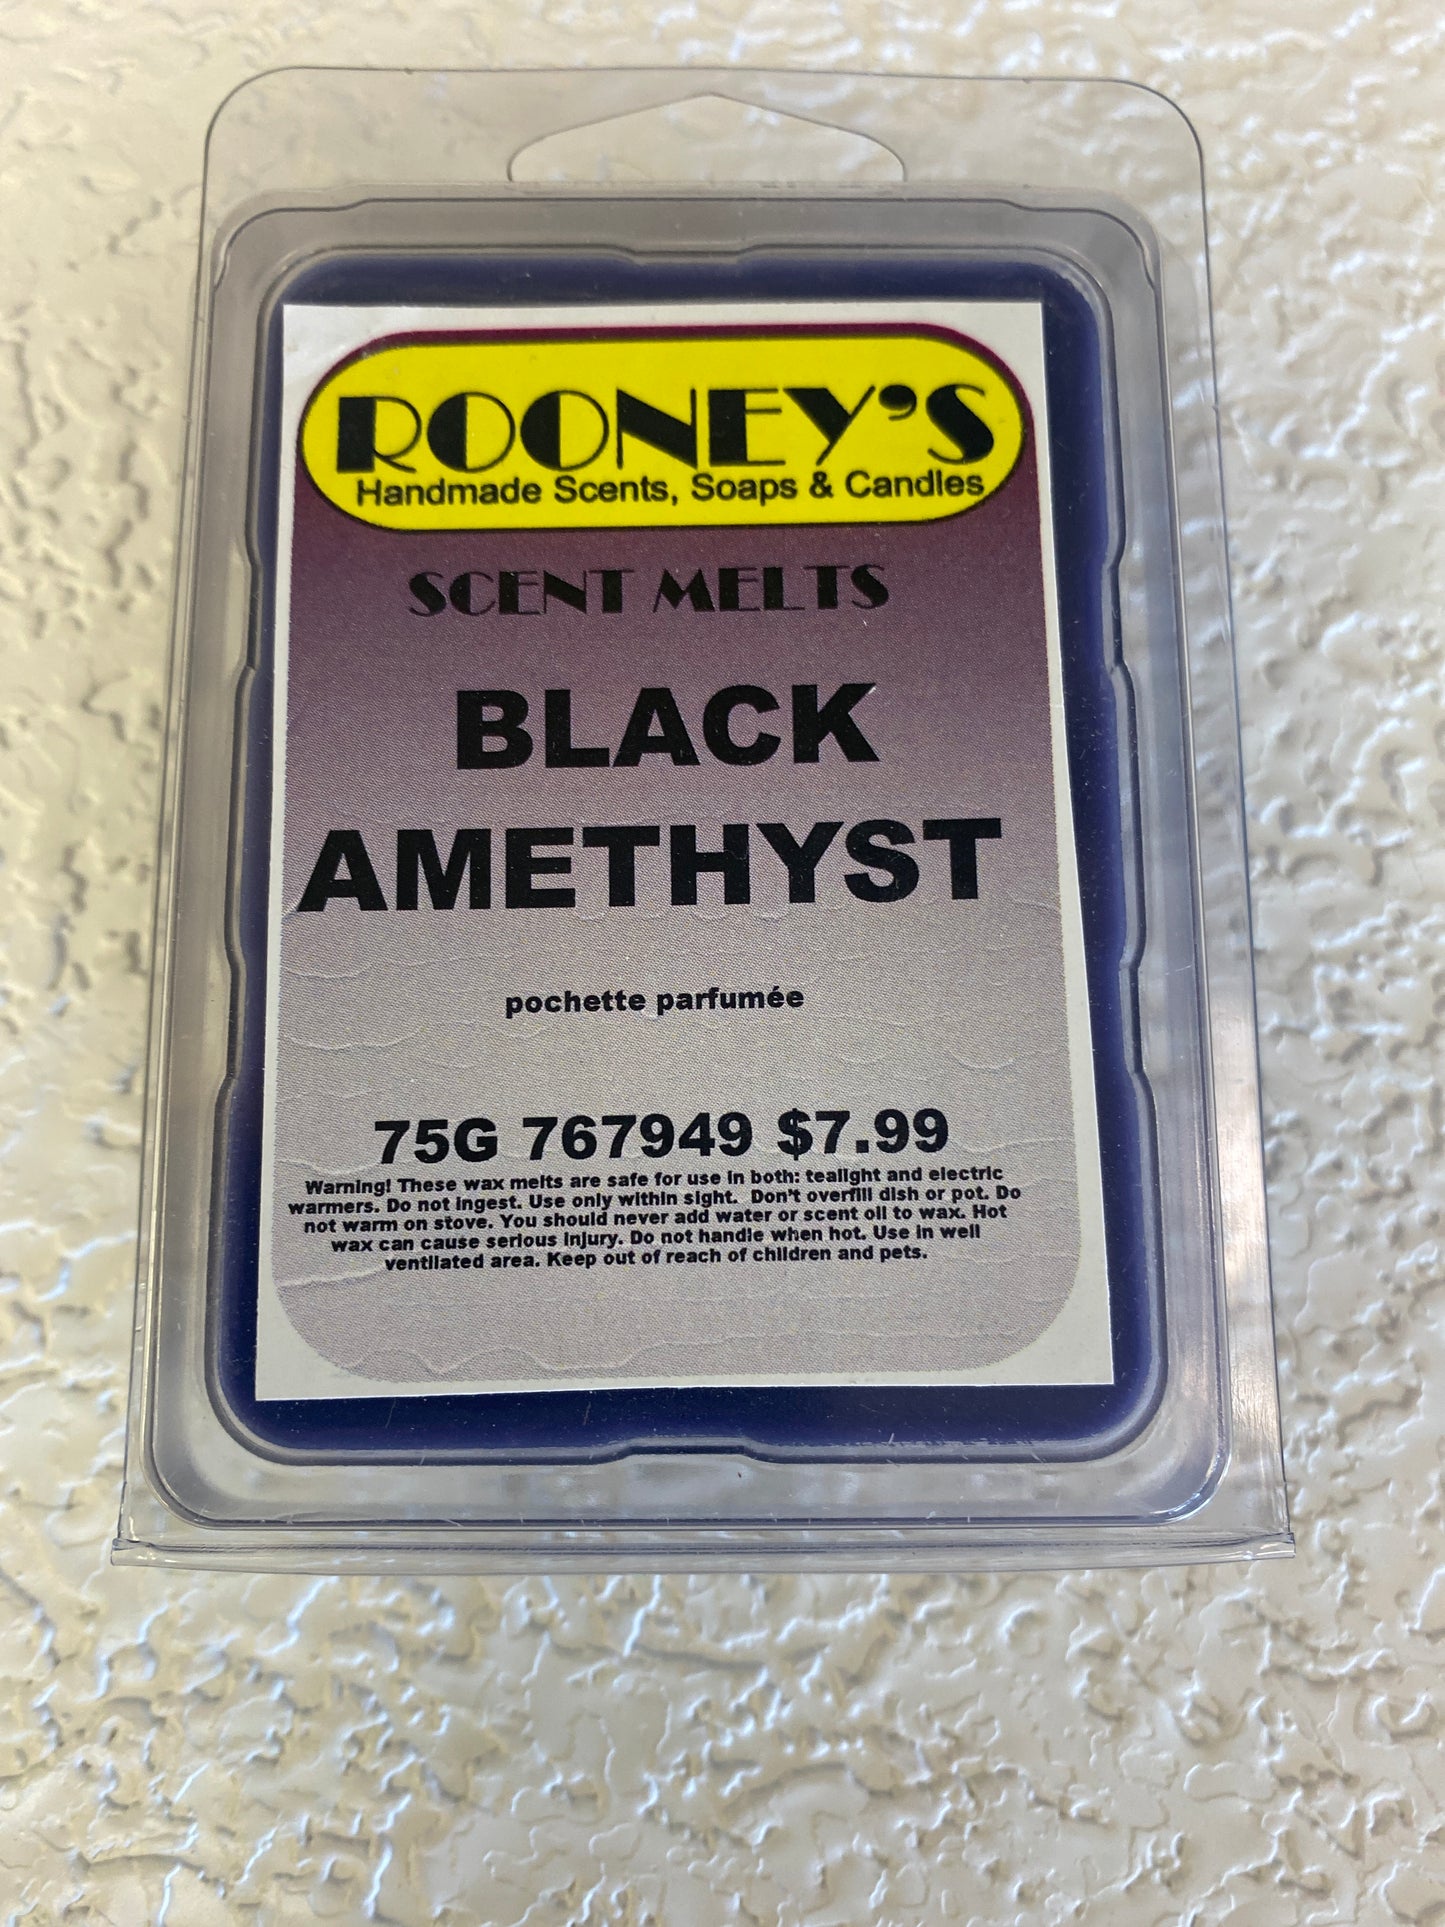 ROONEY'S
Handmade Scents, Soaps & Candles
SCENT MELTS
BLACK
AMETHYST
pochette parfumée
75G 767949 $7.99
Warning! These wax melts are safe for use in both: tealight and electric
warmers. Do not ingest. Use only within sight. Don't overfill dish or pot. Do
not warm on stove. You should never add water or scent oil to wax. Hot
wax can cause serious injury. Do not handle when hot. Use in well
ventilated area. Keep out of reach of children and pets.